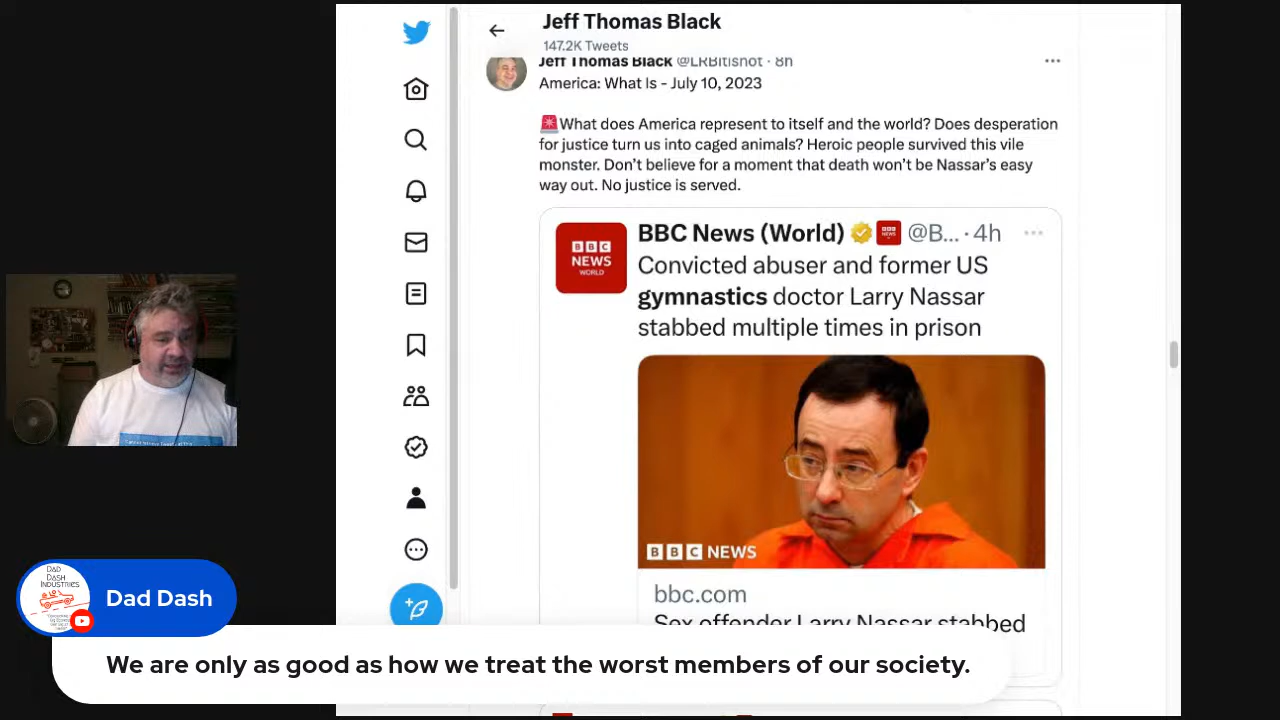 Jeff Thomas Black
147.2K Tweets
Jeff Thomas Black @LRBitisnot · 8h
America: What Is - July 10, 2023
🚨What does America represent to itself and the world? Does desperation
for justice turn us into caged animals? Heroic people survived this vile
monster. Don't believe for a moment that death won't be Nassar's easy
way out. No justice is served.
BBC
NEWS
WORLD
BBC News (World) @B... · 4h
Convicted abuser and former US
gymnastics doctor Larry Nassar
stabbed multiple times in prison
BBC NEWS
bbc.com
Sex offender Larry Nassar stabbed
DAD
DASH
INDUSTRIES
Dad Dash
We are only as good as how we treat the worst members of our society.